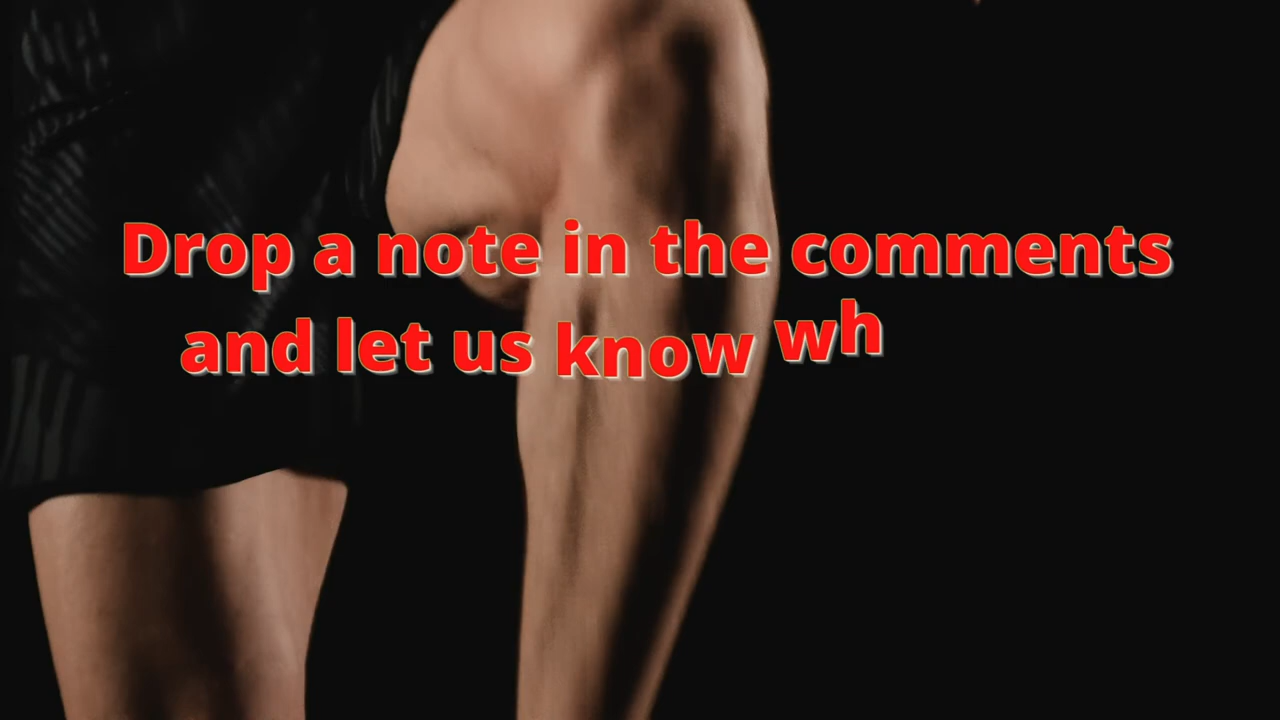 Drop a note in the comments
and let us know wh